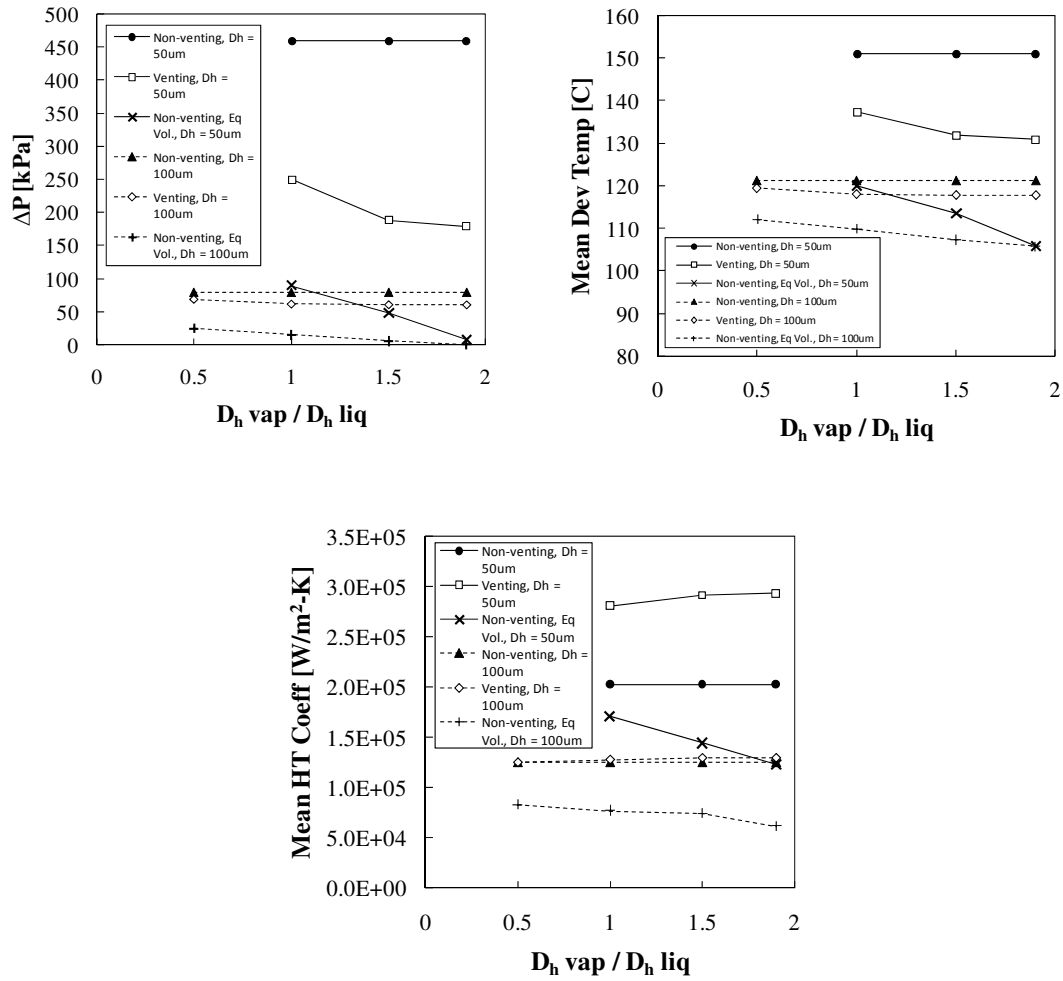 500
450
400
350
300
250
200
150
100
50
0
ΔP [kPa]
Non-venting, Dh =
50um
Venting, Dh =
50um
Non-venting, Eq
Vol., Dh = 50um
Non-venting, Dh =
100um
Venting, Dh =
100um
Non-venting, Eq
Vol., Dh = 100um
0 0.5 1 1.5 2
Dh vap / Dh liq
160
150
140
130
120
110
100
90
80
Mean Dev Temp [C]
Non-venting, Dh = 50um
Venting, Dh = 50um
Non-venting, Eq Vol., Dh = 50um
Non-venting, Dh = 100um
Venting, Dh = 100um
Non-venting, Eq Vol., Dh = 100um
0 0.5 1 1.5 2
Dh vap / Dh liq
3.5E+05
3.0E+05
2.5E+05
2.0E+05
1.5E+05
1.0E+05
5.0E+04
0.0E+00
Mean HT Coeff [W/m²-K]
Non-venting, Dh =
50um
Venting, Dh =
50um
Non-venting, Eq
Vol., Dh = 50um
Non-venting, Dh =
100um
Venting, Dh =
100um
Non-venting, Eq
Vol., Dh = 100um
0 0.5 1 1.5 2
Dh vap / Dh liq